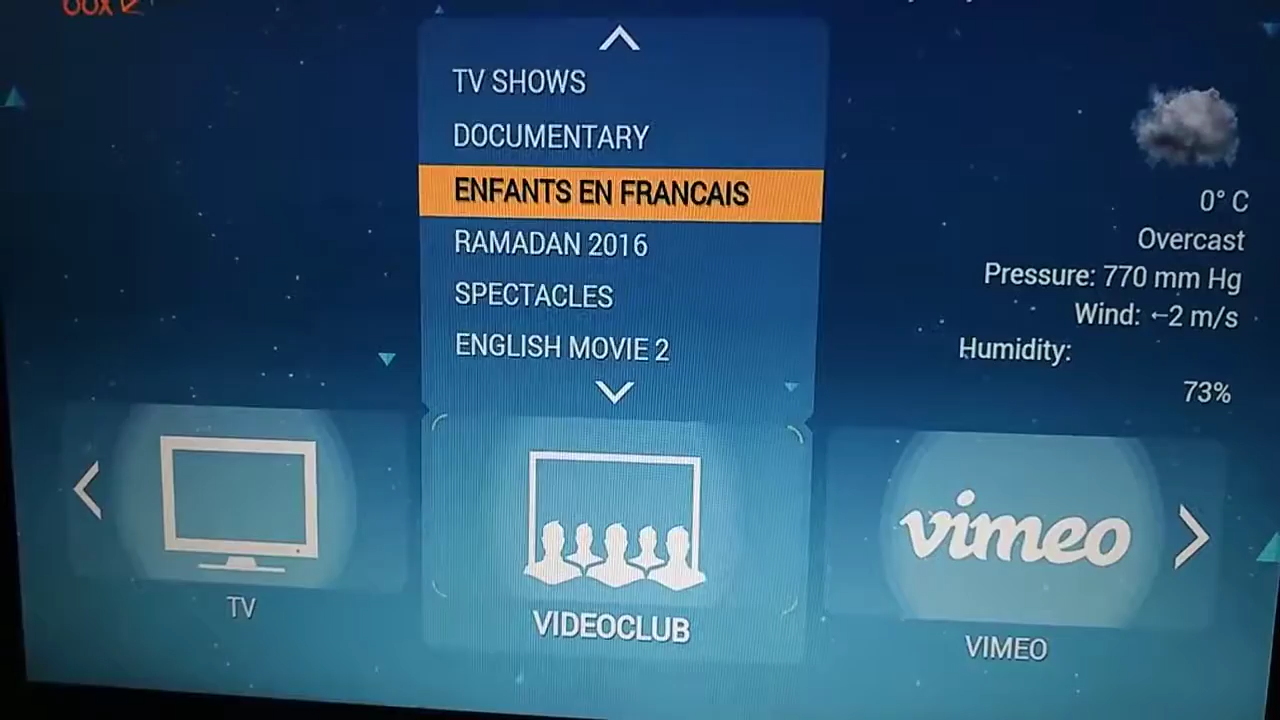 TV SHOWS
DOCUMENTARY
ENFANTS EN FRANCAIS
RAMADAN 2016
SPECTACLES
ENGLISH MOVIE 2
0° C
Overcast
Pressure: 770 mm Hg
Wind: ←2 m/s
Humidity:
73%
vimeo
TV
VIDEOCLUB
VIMEO